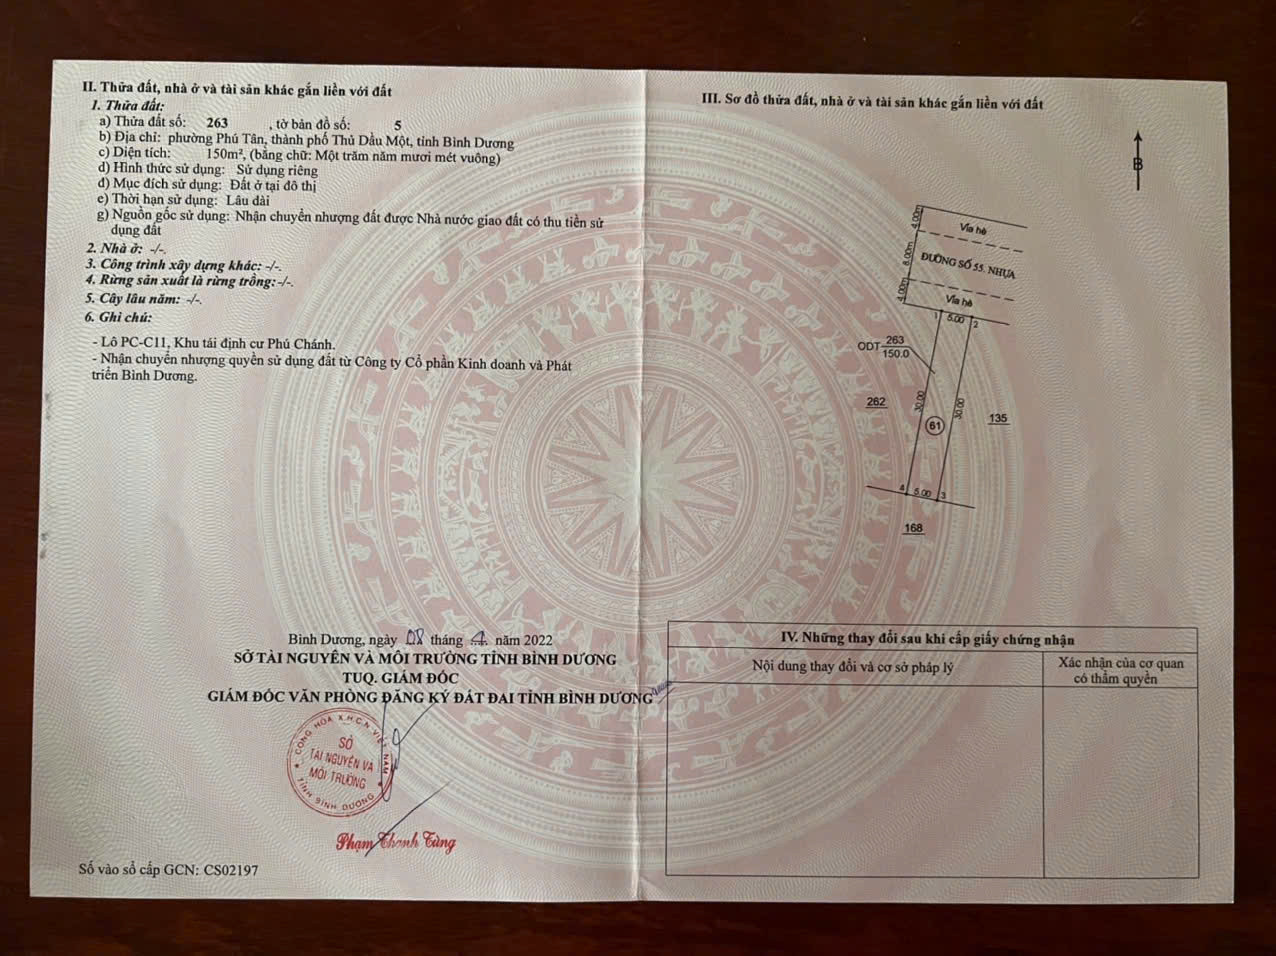 II. Thửa đất, nhà ở và tài sản khác gắn liền với đất
1. Thửa đất:
a) Thửa đất số: 263 , tờ bản đồ số: 5
b) Địa chỉ: phường Phú Tân, thành phố Thủ Dầu Một, tỉnh Bình Dương
c) Diện tích: 150m², (bằng chữ: Một trăm năm mươi mét vuông)
d) Hình thức sử dụng: Sử dụng riêng
đ) Mục đích sử dụng: Đất ở tại đô thị
e) Thời hạn sử dụng: Lâu dài
g) Nguồn gốc sử dụng: Nhận chuyển nhượng đất được Nhà nước giao đất có thu tiền sử
dụng đất
2. Nhà ở: -/-.
3. Công trình xây dựng khác: -/-.
4. Rừng sản xuất là rừng trồng: -/-.
5. Cây lâu năm: -/-.
6. Ghi chú:
- Lô PC-C11, Khu tái định cư Phú Chánh.
- Nhận chuyển nhượng quyền sử dụng đất từ Công ty Cổ phần Kinh doanh và Phát
triển Bình Dương.
Bình Dương, ngày 08 tháng năm 2022
SỞ TÀI NGUYÊN VÀ MÔI TRƯỜNG TỈNH BÌNH DƯƠNG
TUQ. GIÁM ĐỐC
GIÁM ĐỐC VĂN PHÒNG ĐĂNG KÝ ĐẤT ĐAI TỈNH BÌNH DƯƠNG
CỘNG HÒA X.H.C.N VIỆT NAM
SỞ
TÀI NGUYÊN VÀ
MÔI TRƯỜNG
TỈNH BÌNH DƯƠNG
Phạm Thanh Tùng
Số vào sổ cấp GCN: CS02197
III. Sơ đồ thửa đất, nhà ở và tài sản khác gắn liền với đất
B
4.00m
Vỉa hè
8.00m
ĐƯỜNG SỐ 55. NHỰA
4.00m
Vỉa hè
1 5.00 2
ODT 263
150.0
262
30.00
30.00
135
61
4 5.00 3
168
IV. Những thay đổi sau khi cấp giấy chứng nhận
Nội dung thay đổi và cơ sở pháp lý
Xác nhận của cơ quan
có thẩm quyền